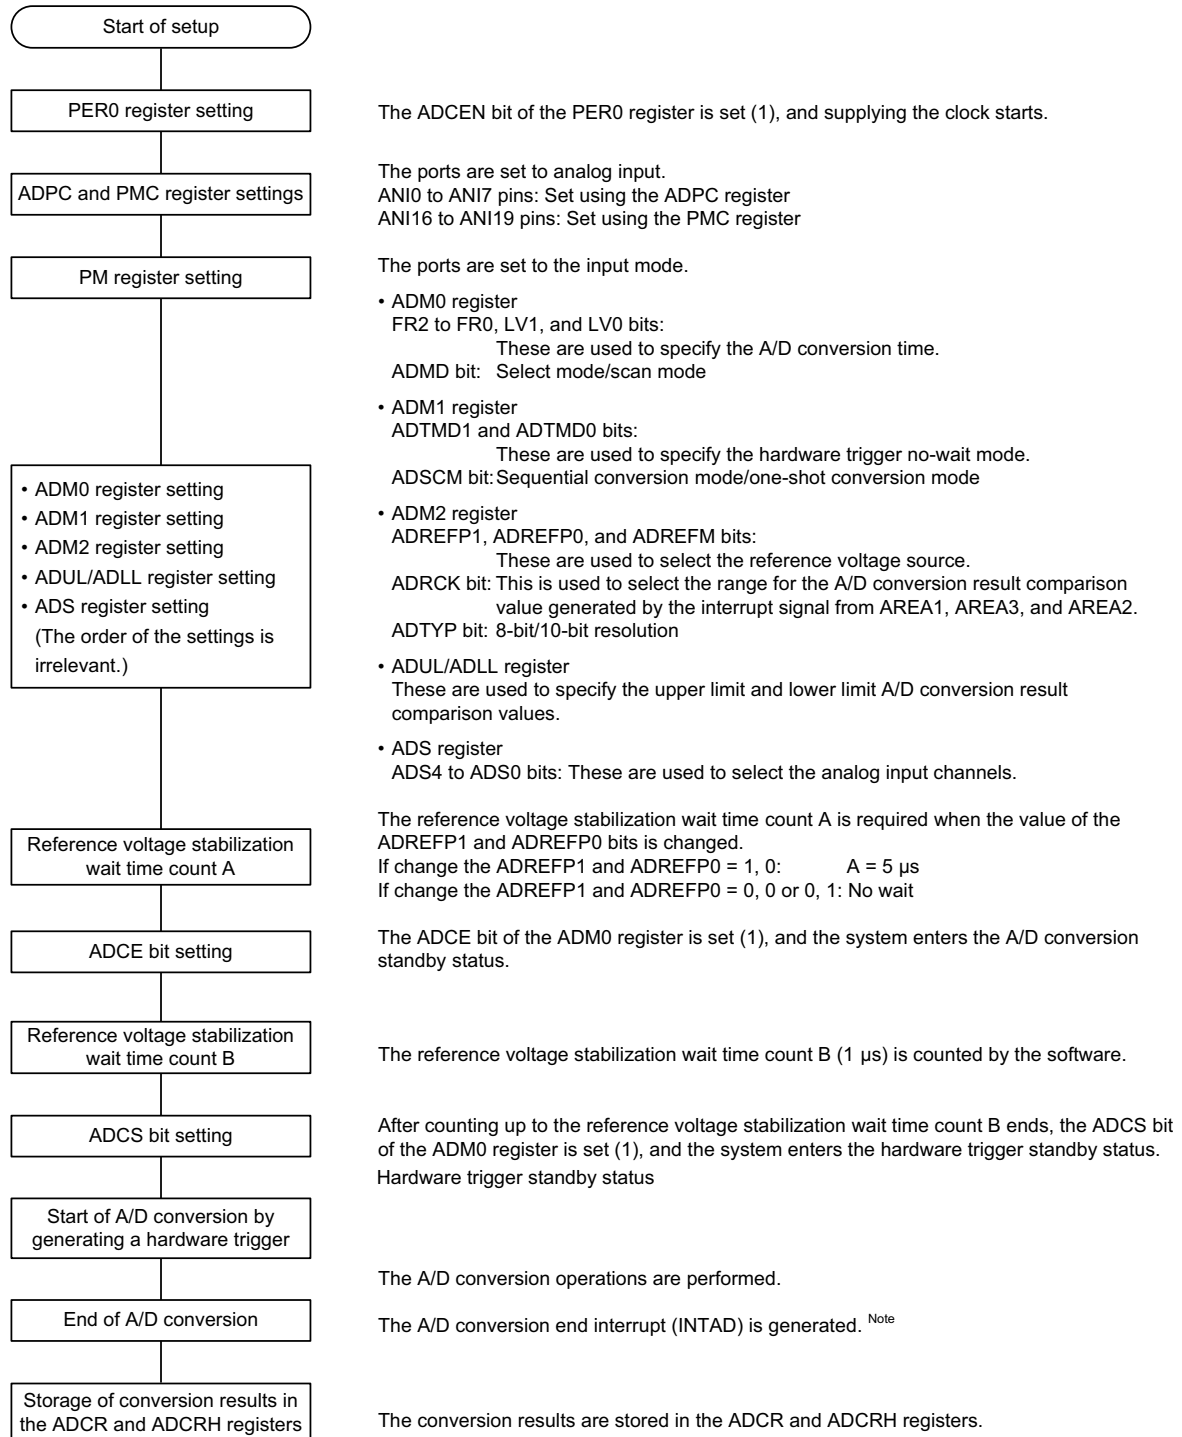 Start of setup
PER0 register setting
The ADCEN bit of the PER0 register is set (1), and supplying the clock starts.
ADPC and PMC register settings
The ports are set to analog input.
ANI0 to ANI7 pins: Set using the ADPC register
ANI16 to ANI19 pins: Set using the PMC register
PM register setting
The ports are set to the input mode.
• ADM0 register setting
• ADM1 register setting
• ADM2 register setting
• ADUL/ADLL register setting
• ADS register setting
(The order of the settings is
irrelevant.)
• ADM0 register
FR2 to FR0, LV1, and LV0 bits:
These are used to specify the A/D conversion time.
ADMD bit: Select mode/scan mode
• ADM1 register
ADTMD1 and ADTMD0 bits:
These are used to specify the hardware trigger no-wait mode.
ADSCM bit: Sequential conversion mode/one-shot conversion mode
• ADM2 register
ADREFP1, ADREFP0, and ADREFM bits:
These are used to select the reference voltage source.
ADRCK bit: This is used to select the range for the A/D conversion result comparison
value generated by the interrupt signal from AREA1, AREA3, and AREA2.
ADTYP bit: 8-bit/10-bit resolution
• ADUL/ADLL register
These are used to specify the upper limit and lower limit A/D conversion result
comparison values.
• ADS register
ADS4 to ADS0 bits: These are used to select the analog input channels.
Reference voltage stabilization
wait time count A
The reference voltage stabilization wait time count A is required when the value of the
ADREFP1 and ADREFP0 bits is changed.
If change the ADREFP1 and ADREFP0 = 1, 0: A = 5 µs
If change the ADREFP1 and ADREFP0 = 0, 0 or 0, 1: No wait
ADCE bit setting
The ADCE bit of the ADM0 register is set (1), and the system enters the A/D conversion
standby status.
Reference voltage stabilization
wait time count B
The reference voltage stabilization wait time count B (1 µs) is counted by the software.
ADCS bit setting
After counting up to the reference voltage stabilization wait time count B ends, the ADCS bit
of the ADM0 register is set (1), and the system enters the hardware trigger standby status.
Hardware trigger standby status
Start of A/D conversion by
generating a hardware trigger
The A/D conversion operations are performed.
End of A/D conversion
The A/D conversion end interrupt (INTAD) is generated. Note
Storage of conversion results in
the ADCR and ADCRH registers
The conversion results are stored in the ADCR and ADCRH registers.